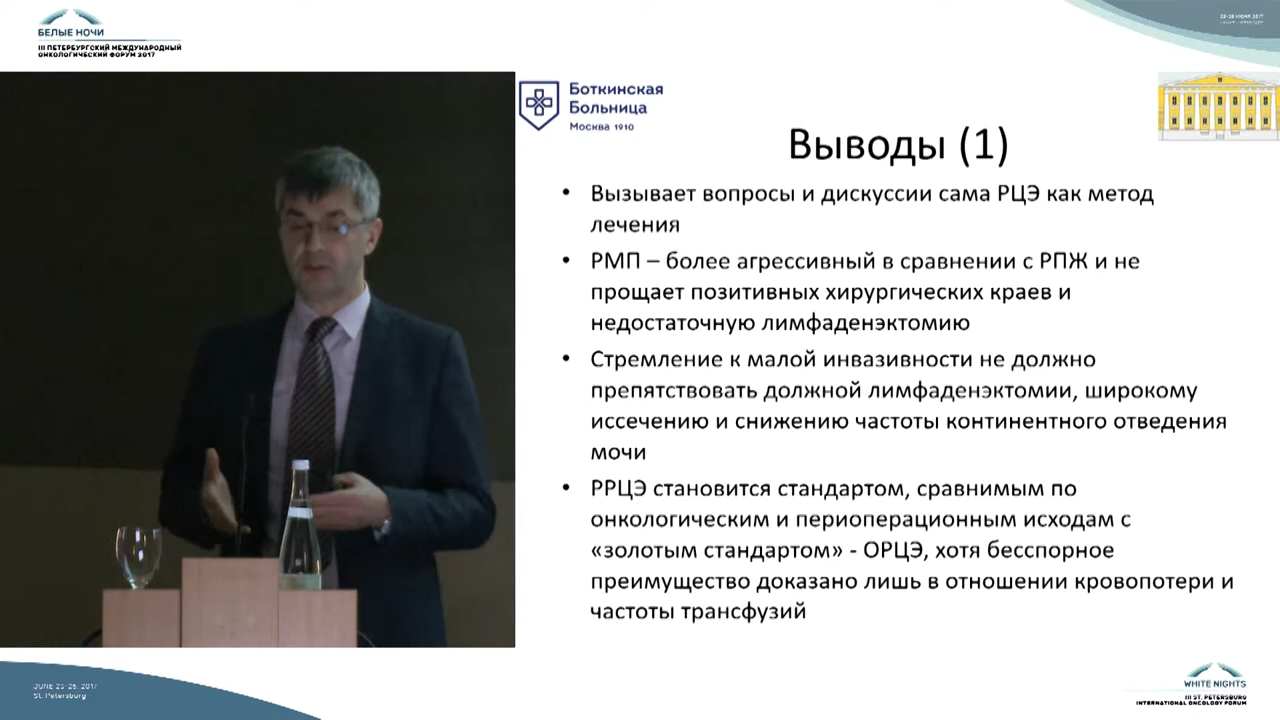 БЕЛЫЕ НОЧИ
III ПЕТЕРБУРГСКИЙ МЕЖДУНАРОДНЫЙ
ОНКОЛОГИЧЕСКИЙ ФОРУМ 2017
Боткинская
Больница
Москва 1910
Выводы (1)
• Вызывает вопросы и дискуссии сама РЦЭ как метод
лечения
• РМП – более агрессивный в сравнении с РПЖ и не
прощает позитивных хирургических краев и
недостаточную лимфаденэктомию
• Стремление к малой инвазивности не должно
препятствовать должной лимфаденэктомии, широкому
иссечению и снижению частоты континентного отведения
мочи
• РРЦЭ становится стандартом, сравнимым по
онкологическим и периоперационным исходам с
«золотым стандартом» - ОРЦЭ, хотя бесспорное
преимущество доказано лишь в отношении кровопотери и
частоты трансфузий
St. Petersburg
WHITE NIGHTS
III ST. PETERSBURG
INTERNATIONAL ONCOLOGY FORUM